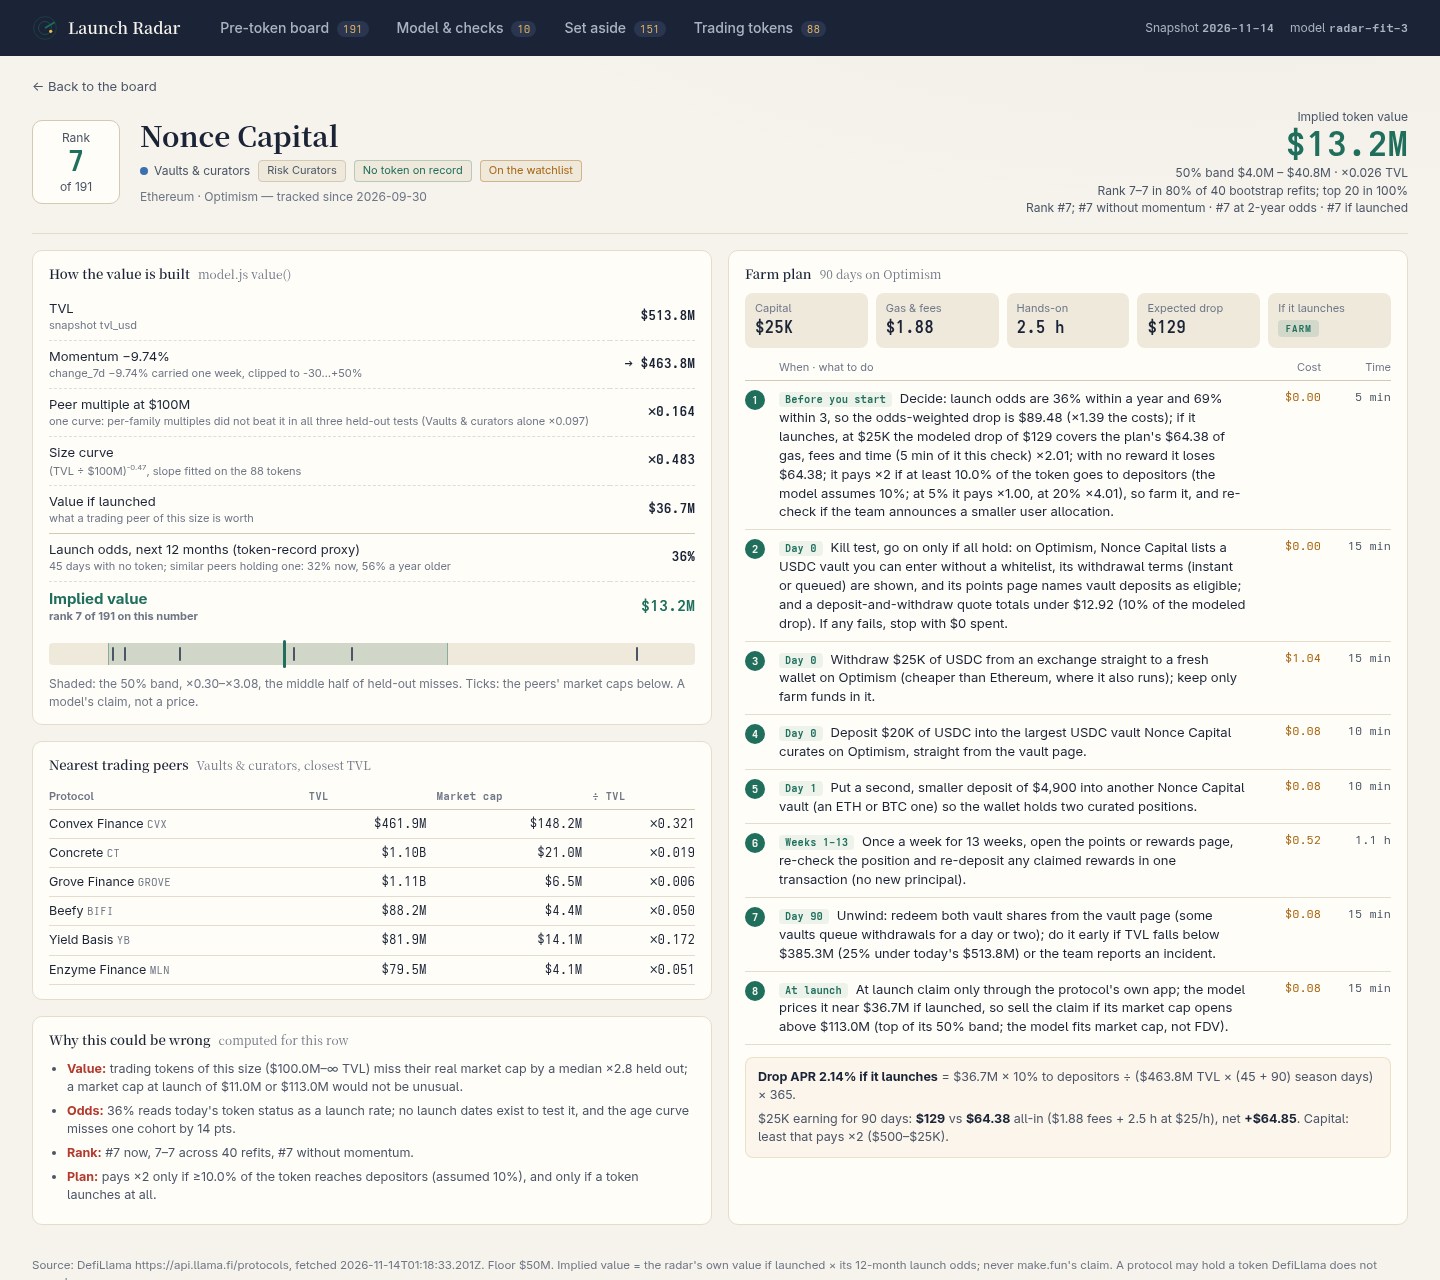 Launch Radar
Pre-token board 191
Model & checks 10
Set aside 151
Trading tokens 88
Snapshot 2026-11-14 model radar-fit-3
← Back to the board
Rank
7
of 191
Nonce Capital
Vaults & curators Risk Curators No token on record On the watchlist
Ethereum · Optimism — tracked since 2026-09-30
Implied token value
$13.2M
50% band $4.0M – $40.8M · ×0.026 TVL
Rank 7–7 in 80% of 40 bootstrap refits; top 20 in 100%
Rank #7; #7 without momentum · #7 at 2-year odds · #7 if launched
How the value is built model.js value()
TVL
snapshot tvl_usd
$513.8M
Momentum −9.74%
change_7d −9.74% carried one week, clipped to -30…+50%
→ $463.8M
Peer multiple at $100M
one curve: per-family multiples did not beat it in all three held-out tests (Vaults & curators alone ×0.097)
×0.164
Size curve
(TVL ÷ $100M)-0.47, slope fitted on the 88 tokens
×0.483
Value if launched
what a trading peer of this size is worth
$36.7M
Launch odds, next 12 months (token-record proxy)
45 days with no token; similar peers holding one: 32% now, 56% a year older
36%
Implied value
rank 7 of 191 on this number
$13.2M
Shaded: the 50% band, ×0.30–×3.08, the middle half of held-out misses. Ticks: the peers' market caps below. A
model's claim, not a price.
Nearest trading peers Vaults & curators, closest TVL
Protocol TVL Market cap ÷ TVL
Convex Finance CVX $461.9M $148.2M ×0.321
Concrete CT $1.10B $21.0M ×0.019
Grove Finance GROVE $1.11B $6.5M ×0.006
Beefy BIFI $88.2M $4.4M ×0.050
Yield Basis YB $81.9M $14.1M ×0.172
Enzyme Finance MLN $79.5M $4.1M ×0.051
Why this could be wrong computed for this row
• Value: trading tokens of this size ($100.0M–∞ TVL) miss their real market cap by a median ×2.8 held out;
a market cap at launch of $11.0M or $113.0M would not be unusual.
• Odds: 36% reads today's token status as a launch rate; no launch dates exist to test it, and the age curve
misses one cohort by 14 pts.
• Rank: #7 now, 7–7 across 40 refits, #7 without momentum.
• Plan: pays ×2 only if ≥10.0% of the token reaches depositors (assumed 10%), and only if a token
launches at all.
Farm plan 90 days on Optimism
Capital
$25K
Gas & fees
$1.88
Hands-on
2.5 h
Expected drop
$129
If it launches
FARM
When · what to do Cost Time
1 Before you start Decide: launch odds are 36% within a year and 69% $0.00 5 min
within 3, so the odds-weighted drop is $89.48 (×1.39 the costs); if it
launches, at $25K the modeled drop of $129 covers the plan's $64.38 of
gas, fees and time (5 min of it this check) ×2.01; with no reward it loses
$64.38; it pays ×2 if at least 10.0% of the token goes to depositors (the
model assumes 10%; at 5% it pays ×1.00, at 20% ×4.01), so farm it, and re-
check if the team announces a smaller user allocation.
2 Day 0 Kill test, go on only if all hold: on Optimism, Nonce Capital lists a $0.00 15 min
USDC vault you can enter without a whitelist, its withdrawal terms (instant
or queued) are shown, and its points page names vault deposits as eligible;
and a deposit-and-withdraw quote totals under $12.92 (10% of the modeled
drop). If any fails, stop with $0 spent.
3 Day 0 Withdraw $25K of USDC from an exchange straight to a fresh $1.04 15 min
wallet on Optimism (cheaper than Ethereum, where it also runs); keep only
farm funds in it.
4 Day 0 Deposit $20K of USDC into the largest USDC vault Nonce Capital $0.08 10 min
curates on Optimism, straight from the vault page.
5 Day 1 Put a second, smaller deposit of $4,900 into another Nonce Capital $0.08 10 min
vault (an ETH or BTC one) so the wallet holds two curated positions.
6 Weeks 1–13 Once a week for 13 weeks, open the points or rewards page, $0.52 1.1 h
re-check the position and re-deposit any claimed rewards in one
transaction (no new principal).
7 Day 90 Unwind: redeem both vault shares from the vault page (some $0.08 15 min
vaults queue withdrawals for a day or two); do it early if TVL falls below
$385.3M (25% under today's $513.8M) or the team reports an incident.
8 At launch At launch claim only through the protocol's own app; the model $0.08 15 min
prices it near $36.7M if launched, so sell the claim if its market cap opens
above $113.0M (top of its 50% band; the model fits market cap, not FDV).
Drop APR 2.14% if it launches = $36.7M × 10% to depositors ÷ ($463.8M TVL × (45 + 90) season days)
× 365.
$25K earning for 90 days: $129 vs $64.38 all-in ($1.88 fees + 2.5 h at $25/h), net +$64.85. Capital:
least that pays ×2 ($500–$25K).
Source: DefiLlama https://api.llama.fi/protocols, fetched 2026-11-14T01:18:33.201Z. Floor $50M. Implied value = the radar's own value if launched × its 12-month launch odds; never make.fun's claim. A protocol may hold a token DefiLlama does not